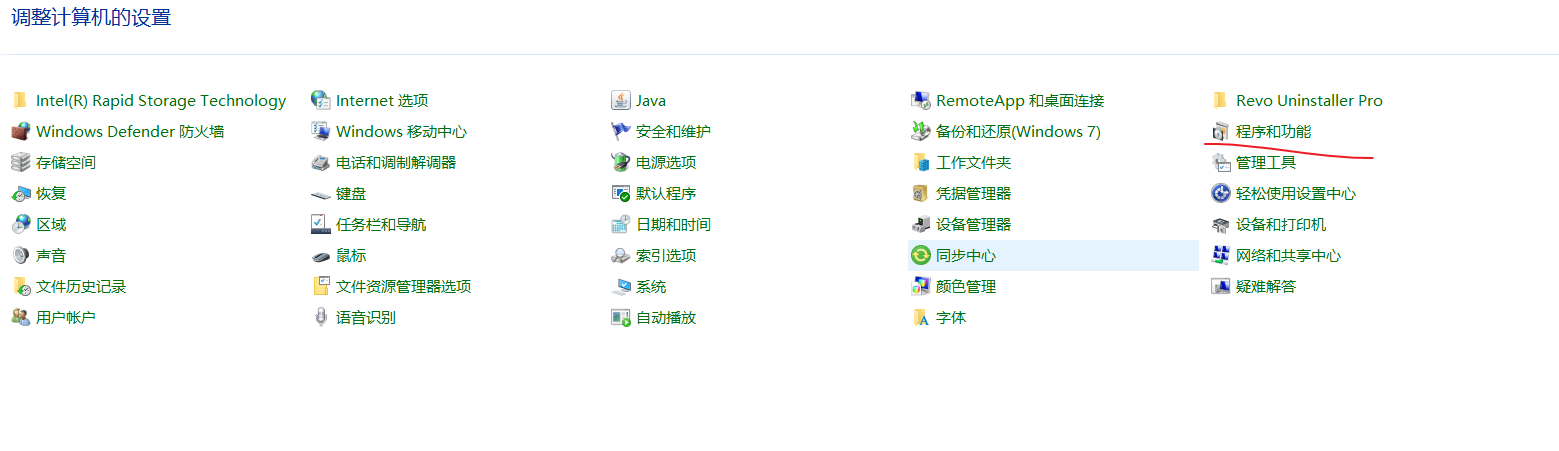 调整计算机的设置
Intel(R) Rapid Storage Technology
Internet 选项
Java
RemoteApp 和桌面连接
Revo Uninstaller Pro
Windows Defender 防火墙
Windows 移动中心
安全和维护
备份和还原(Windows 7)
程序和功能
存储空间
电话和调制解调器
电源选项
工作文件夹
管理工具
恢复
键盘
默认程序
凭据管理器
轻松使用设置中心
区域
任务栏和导航
日期和时间
设备管理器
设备和打印机
声音
鼠标
索引选项
同步中心
网络和共享中心
文件历史记录
文件资源管理器选项
系统
颜色管理
疑难解答
用户帐户
语音识别
自动播放
字体